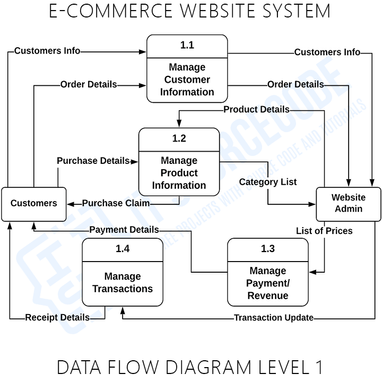 E-COMMERCE WEBSITE SYSTEM
1.1
Customers Info
Customers Info
Manage
Customer
Information
Order Details
Order Details
Product Details
1.2
Purchase Details
Manage
Product
Information
Category List
Customers
Purchase Claim
Website
Admin
Payment Details
List of Prices
1.4
1.3
Manage
Transactions
Manage
Payment/
Revenue
Receipt Details
Transaction Update
DATA FLOW DIAGRAM LEVEL 1